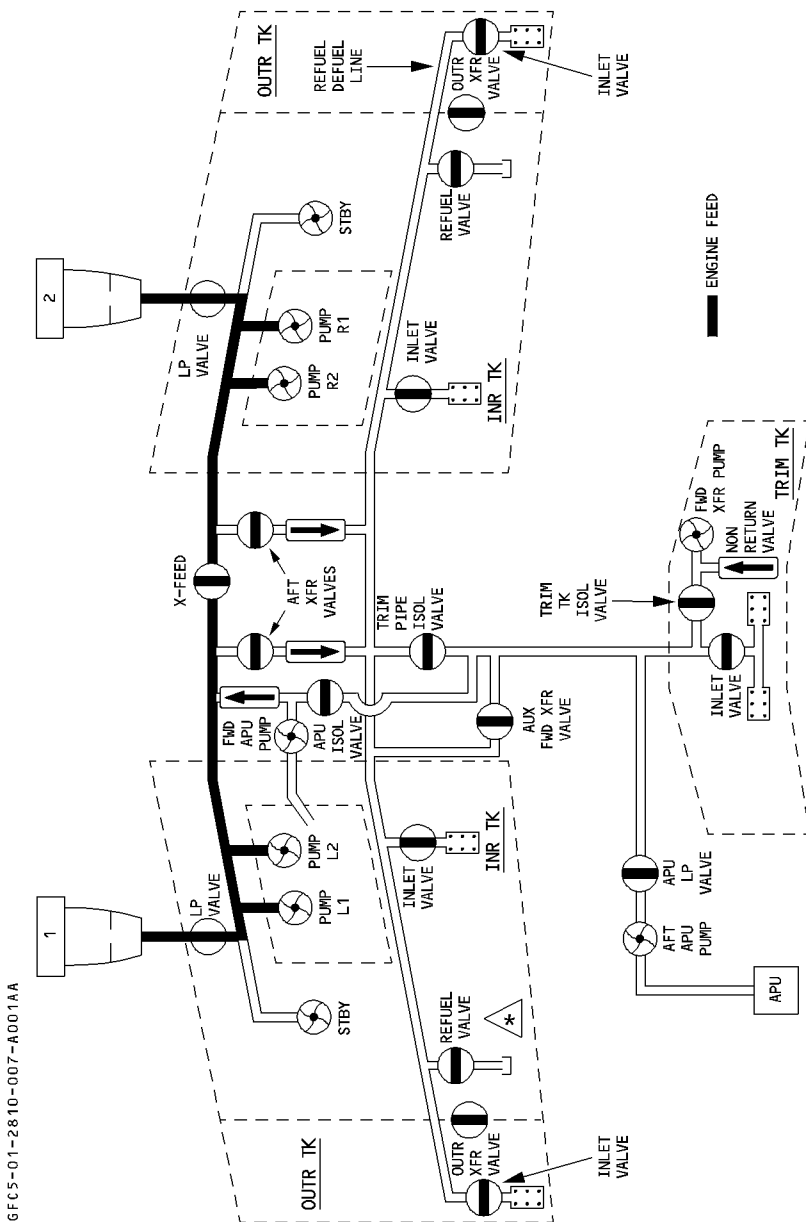 GFC5-01-2810-007-A001AA
1
2
OUTR TK
OUTR TK
REFUEL
DEFUEL
LINE
LP
VALVE
LP
VALVE
X-FEED
STBY
STBY
PUMP
L1
PUMP
L2
PUMP
R2
PUMP
R1
FWD
APU
PUMP
APU
ISOL
VALVE
AFT
XFR
VALVES
TRIM
PIPE
ISOL
VALVE
OUTR
XFR
VALVE
OUTR
XFR
VALVE
REFUEL
VALVE
REFUEL
VALVE
*
INLET
VALVE
INLET
VALVE
INLET
VALVE
INLET
VALVE
INR TK
INR TK
AUX
FWD XFR
VALVE
TRIM
TK
ISOL
VALVE
FWD
XFR PUMP
NON
RETURN
VALVE
INLET
VALVE
TRIM TK
APU
LP
VALVE
AFT
APU
PUMP
APU
ENGINE FEED